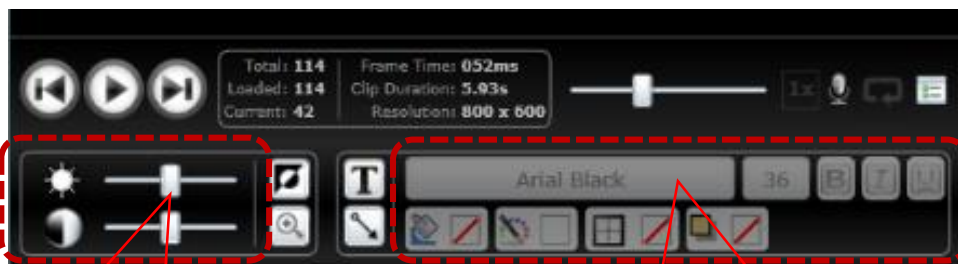 Total: 114
Loaded: 114
Current: 42
Frame Time: 052ms
Clip Duration: 5.93s
Resolution: 800 x 600
1x
T
Arial Black
36
B
I
U